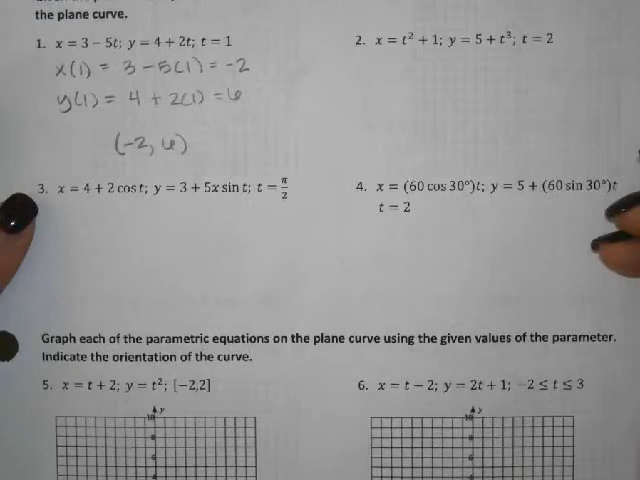 the plane curve.
1. x = 3 − 5t; y = 4 + 2t; t = 1
x(1) = 3 − 5(1) = −2
y(1) = 4 + 2(1) = 6
(−2, 6)
2. x = t² + 1; y = 5 + t³; t = 2
3. x = 4 + 2 cos t; y = 3 + 5x sin t; t = π/2
4. x = (60 cos 30°)t; y = 5 + (60 sin 30°)t
t = 2
Graph each of the parametric equations on the plane curve using the given values of the parameter.
Indicate the orientation of the curve.
5. x = t + 2; y = t²; [−2,2]
6. x = t − 2; y = 2t + 1; −2 ≤ t ≤ 3
y
10
8
y
10
8